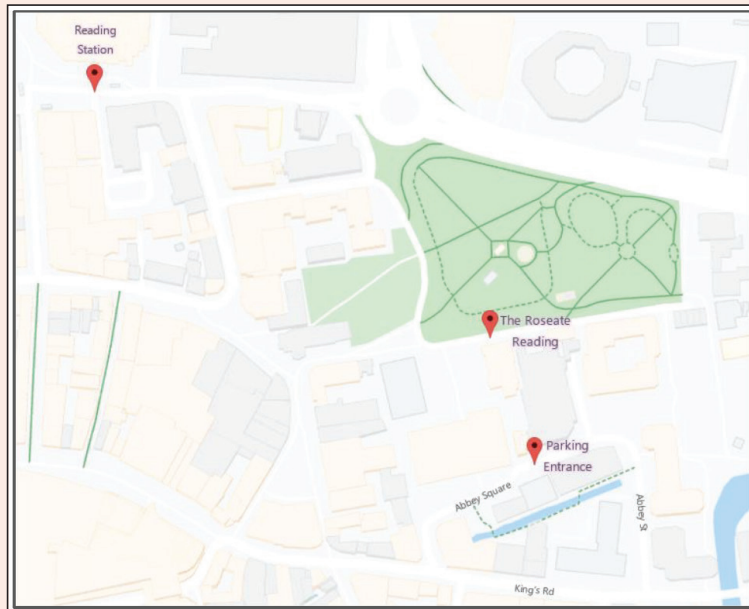 Reading
Station
The Roseate
Reading
Parking
Entrance
Abbey Square
Abbey St
King's Rd